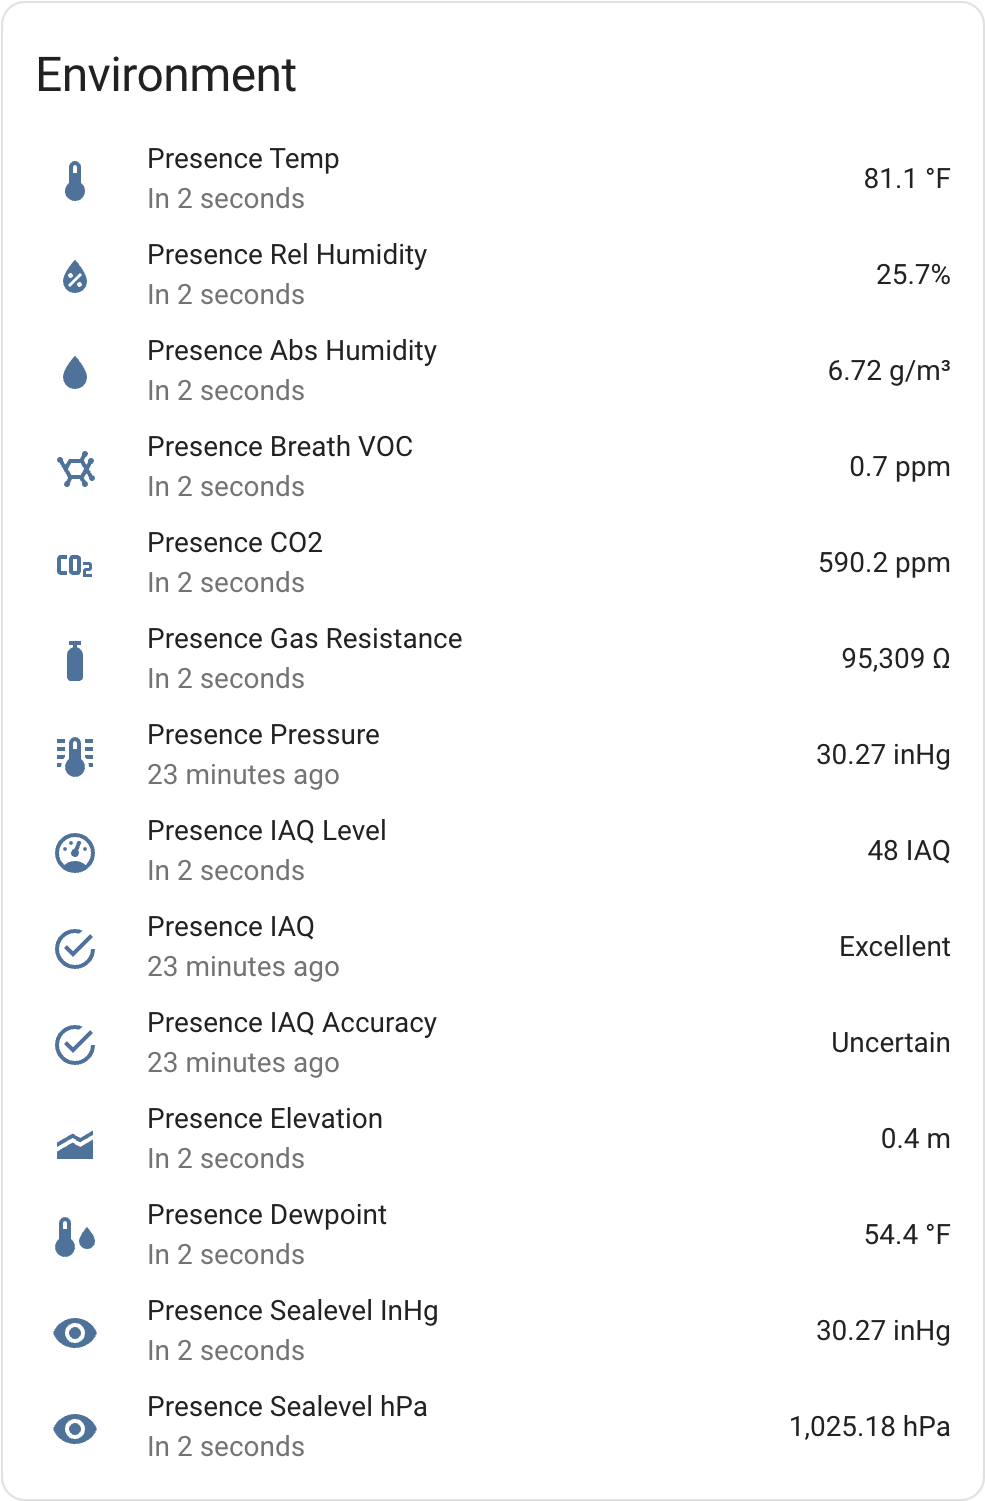 Environment
Presence Temp
In 2 seconds
81.1 °F
Presence Rel Humidity
In 2 seconds
25.7%
Presence Abs Humidity
In 2 seconds
6.72 g/m³
Presence Breath VOC
In 2 seconds
0.7 ppm
CO2
Presence CO2
In 2 seconds
590.2 ppm
Presence Gas Resistance
In 2 seconds
95,309 Ω
Presence Pressure
23 minutes ago
30.27 inHg
Presence IAQ Level
In 2 seconds
48 IAQ
Presence IAQ
23 minutes ago
Excellent
Presence IAQ Accuracy
23 minutes ago
Uncertain
Presence Elevation
In 2 seconds
0.4 m
Presence Dewpoint
In 2 seconds
54.4 °F
Presence Sealevel InHg
In 2 seconds
30.27 inHg
Presence Sealevel hPa
In 2 seconds
1,025.18 hPa